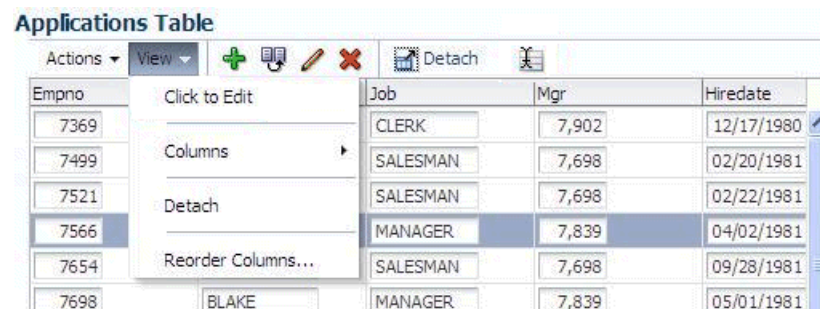 Applications Table
Actions View Detach
Empno Job Mgr Hiredate
Click to Edit
7369 CLERK 7,902 12/17/1980
Columns
7499 SALESMAN 7,698 02/20/1981
7521 SALESMAN 7,698 02/22/1981
Detach
7566 MANAGER 7,839 04/02/1981
Reorder Columns...
7654 SALESMAN 7,698 09/28/1981
7698 BLAKE MANAGER 7,839 05/01/1981